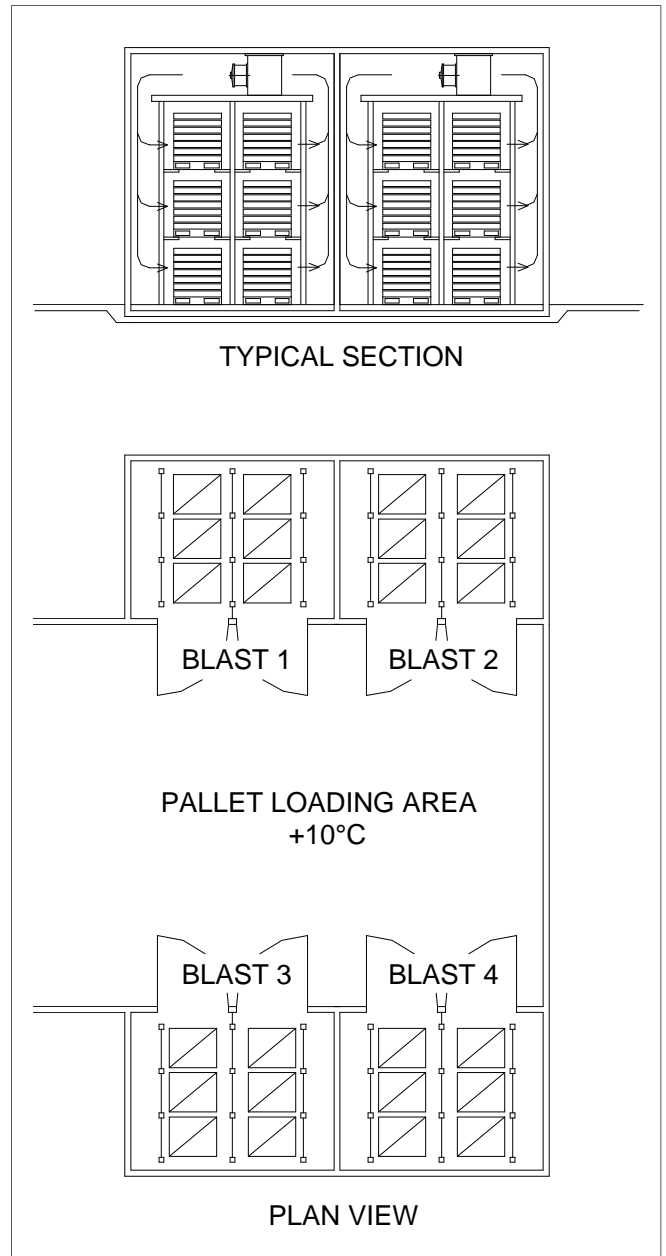 TYPICAL SECTION
BLAST 1
BLAST 2
PALLET LOADING AREA
+10°C
BLAST 3
BLAST 4
PLAN VIEW